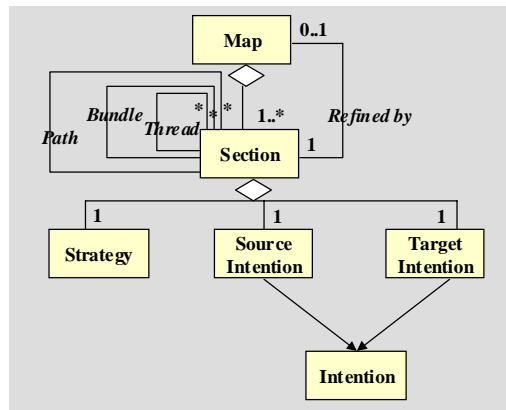 0..1
Map
Bundle
* * *
1..*
Refined by
Thread
Path
1
Section
1
1
1
Strategy
Source
Intention
Target
Intention
Intention